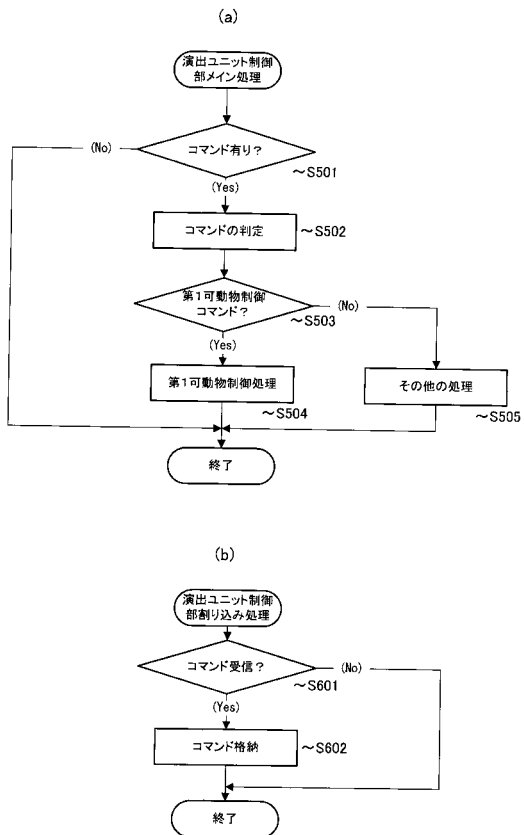 (a)
演出ユニット制御
部メイン処理
(No)
コマンド有り?
～S501
(Yes)
コマンドの判定
～S502
第1可動物制御
コマンド?
(No)
～S503
(Yes)
第1可動物制御処理
～S504
その他の処理
～S505
終了
(b)
演出ユニット制御
部割り込み処理
コマンド受信?
(No)
～S601
(Yes)
コマンド格納
～S602
終了